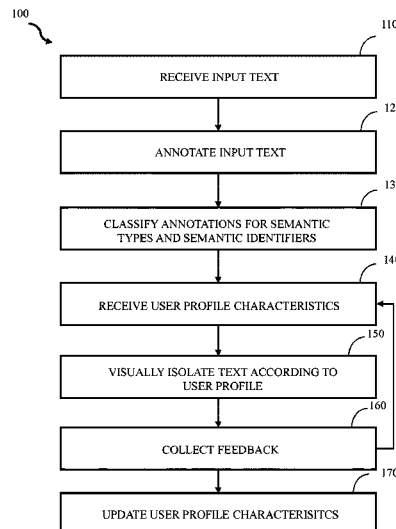 100
110
RECEIVE INPUT TEXT
12
ANNOTATE INPUT TEXT
13
CLASSIFY ANNOTATIONS FOR SEMANTIC
TYPES AND SEMANTIC IDENTIFIERS
140
RECEIVE USER PROFILE CHARACTERISTICS
150
VISUALLY ISOLATE TEXT ACCORDING TO
USER PROFILE
160
COLLECT FEEDBACK
170
UPDATE USER PROFILE CHARACTERISITCS